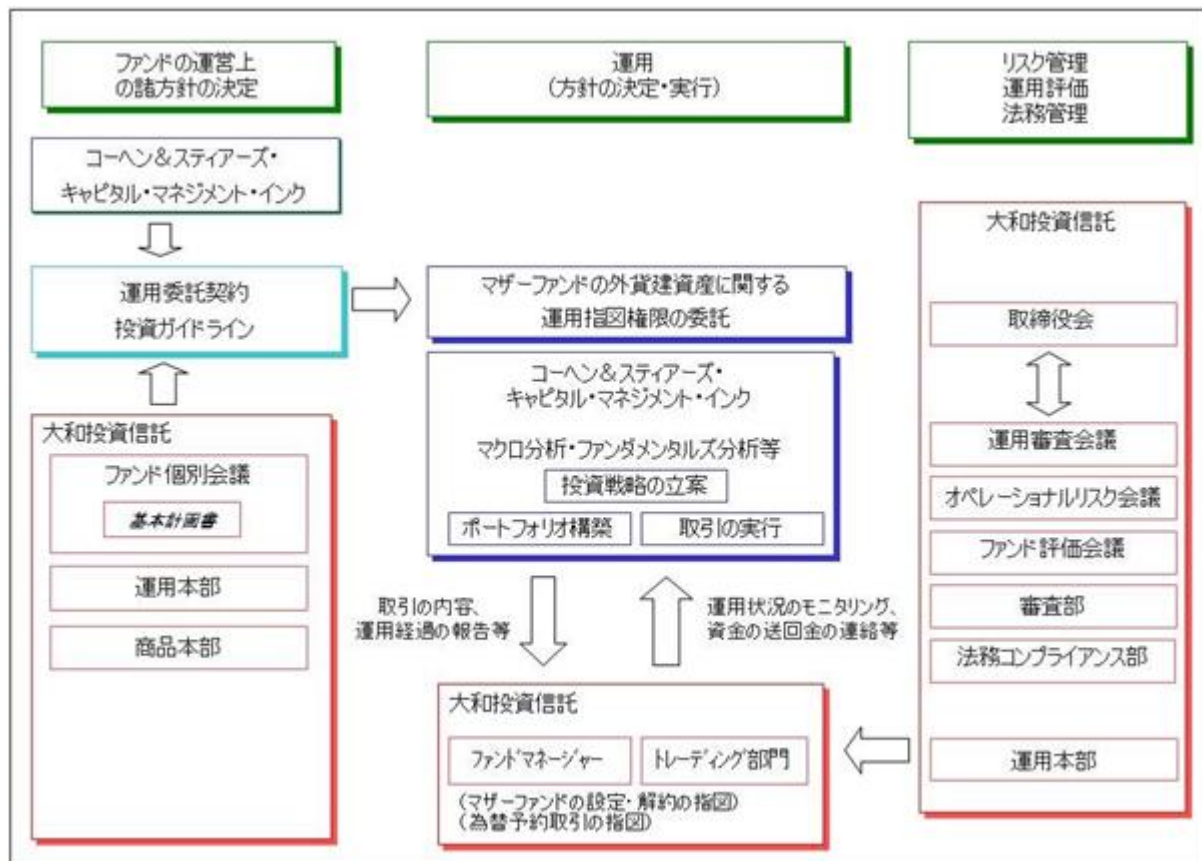 ファンドの運営上
の諸方針の決定
運用
(方針の決定・実行)
リスク管理
運用評価
法務管理
コーヘン&スティアーズ・
キャピタル・マネジメント・インク
運用委託契約
投資ガイドライン
マザーファンドの外貨建資産に関する
運用指図権限の委託
大和投資信託
ファンド個別会議
基本計画書
運用本部
商品本部
コーヘン&スティアーズ・
キャピタル・マネジメント・インク
マクロ分析・ファンダメンタルズ分析等
投資戦略の立案
ポートフォリオ構築
取引の実行
取引の内容、
運用経過の報告等
運用状況のモニタリング、
資金の送回金の連絡等
大和投資信託
ファンドマネージャー
トレーディング部門
(マザーファンドの設定・解約の指図)
(為替予約取引の指図)
大和投資信託
取締役会
運用審査会議
オペレーショナルリスク会議
ファンド評価会議
審査部
法務コンプライアンス部
運用本部